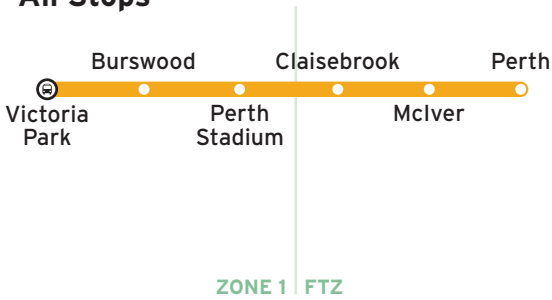 All Stops
Burswood
Claisebrook
Perth
Victoria
Park
Perth
Stadium
McIver
ZONE 1
FTZ